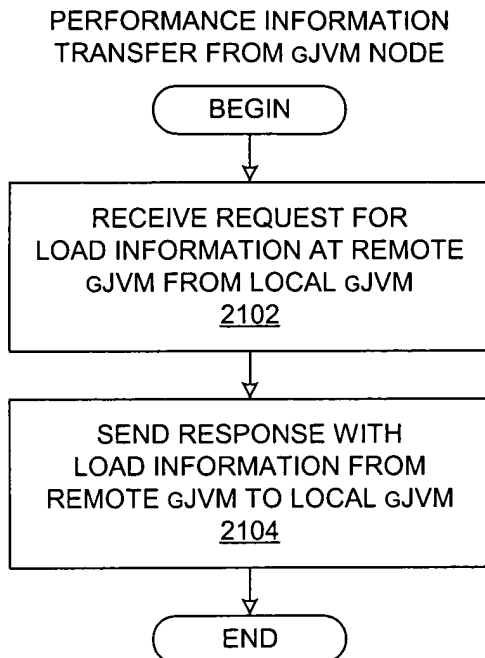 PERFORMANCE INFORMATION
TRANSFER FROM GJVM NODE
BEGIN
RECEIVE REQUEST FOR
LOAD INFORMATION AT REMOTE
GJVM FROM LOCAL GJVM
2102
SEND RESPONSE WITH
LOAD INFORMATION FROM
REMOTE GJVM TO LOCAL GJVM
2104
END